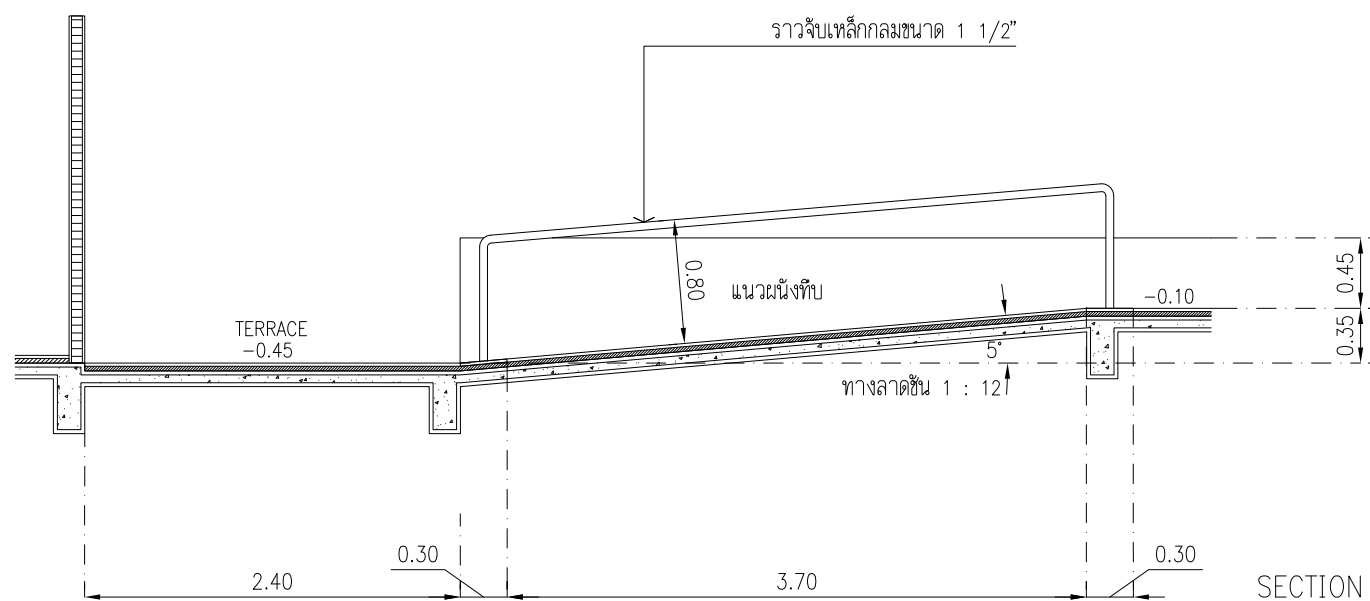 ราวจับเหล็กกลมขนาด 1 1/2"
0.80
แนวผนังทึบ
0.45
-0.10
TERRACE
-0.45
0.35
5°
ทางลาดชัน 1 : 12
0.30
0.30
2.40
3.70
SECTION